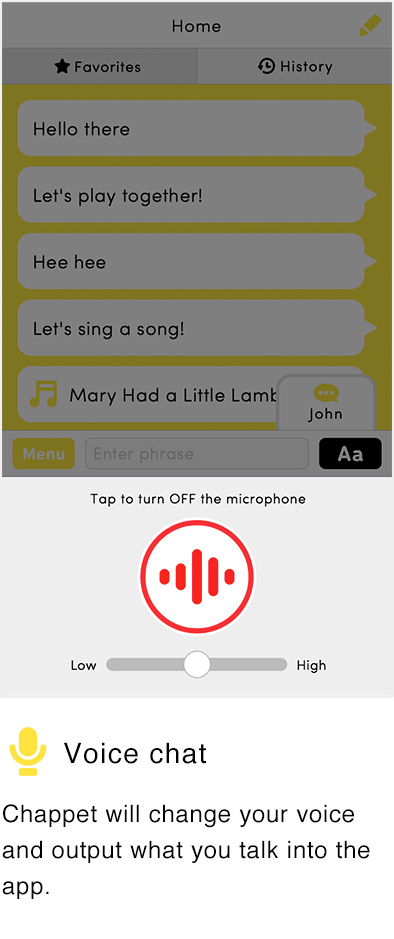 Home
Favorites
History
Hello there
Let's play together!
Hee hee
Let's sing a song!
Mary Had a Little Lamb
John
Menu
Enter phrase
Aa
Tap to turn OFF the microphone
Low
High
Voice chat
Chappet will change your voice
and output what you talk into the
app.